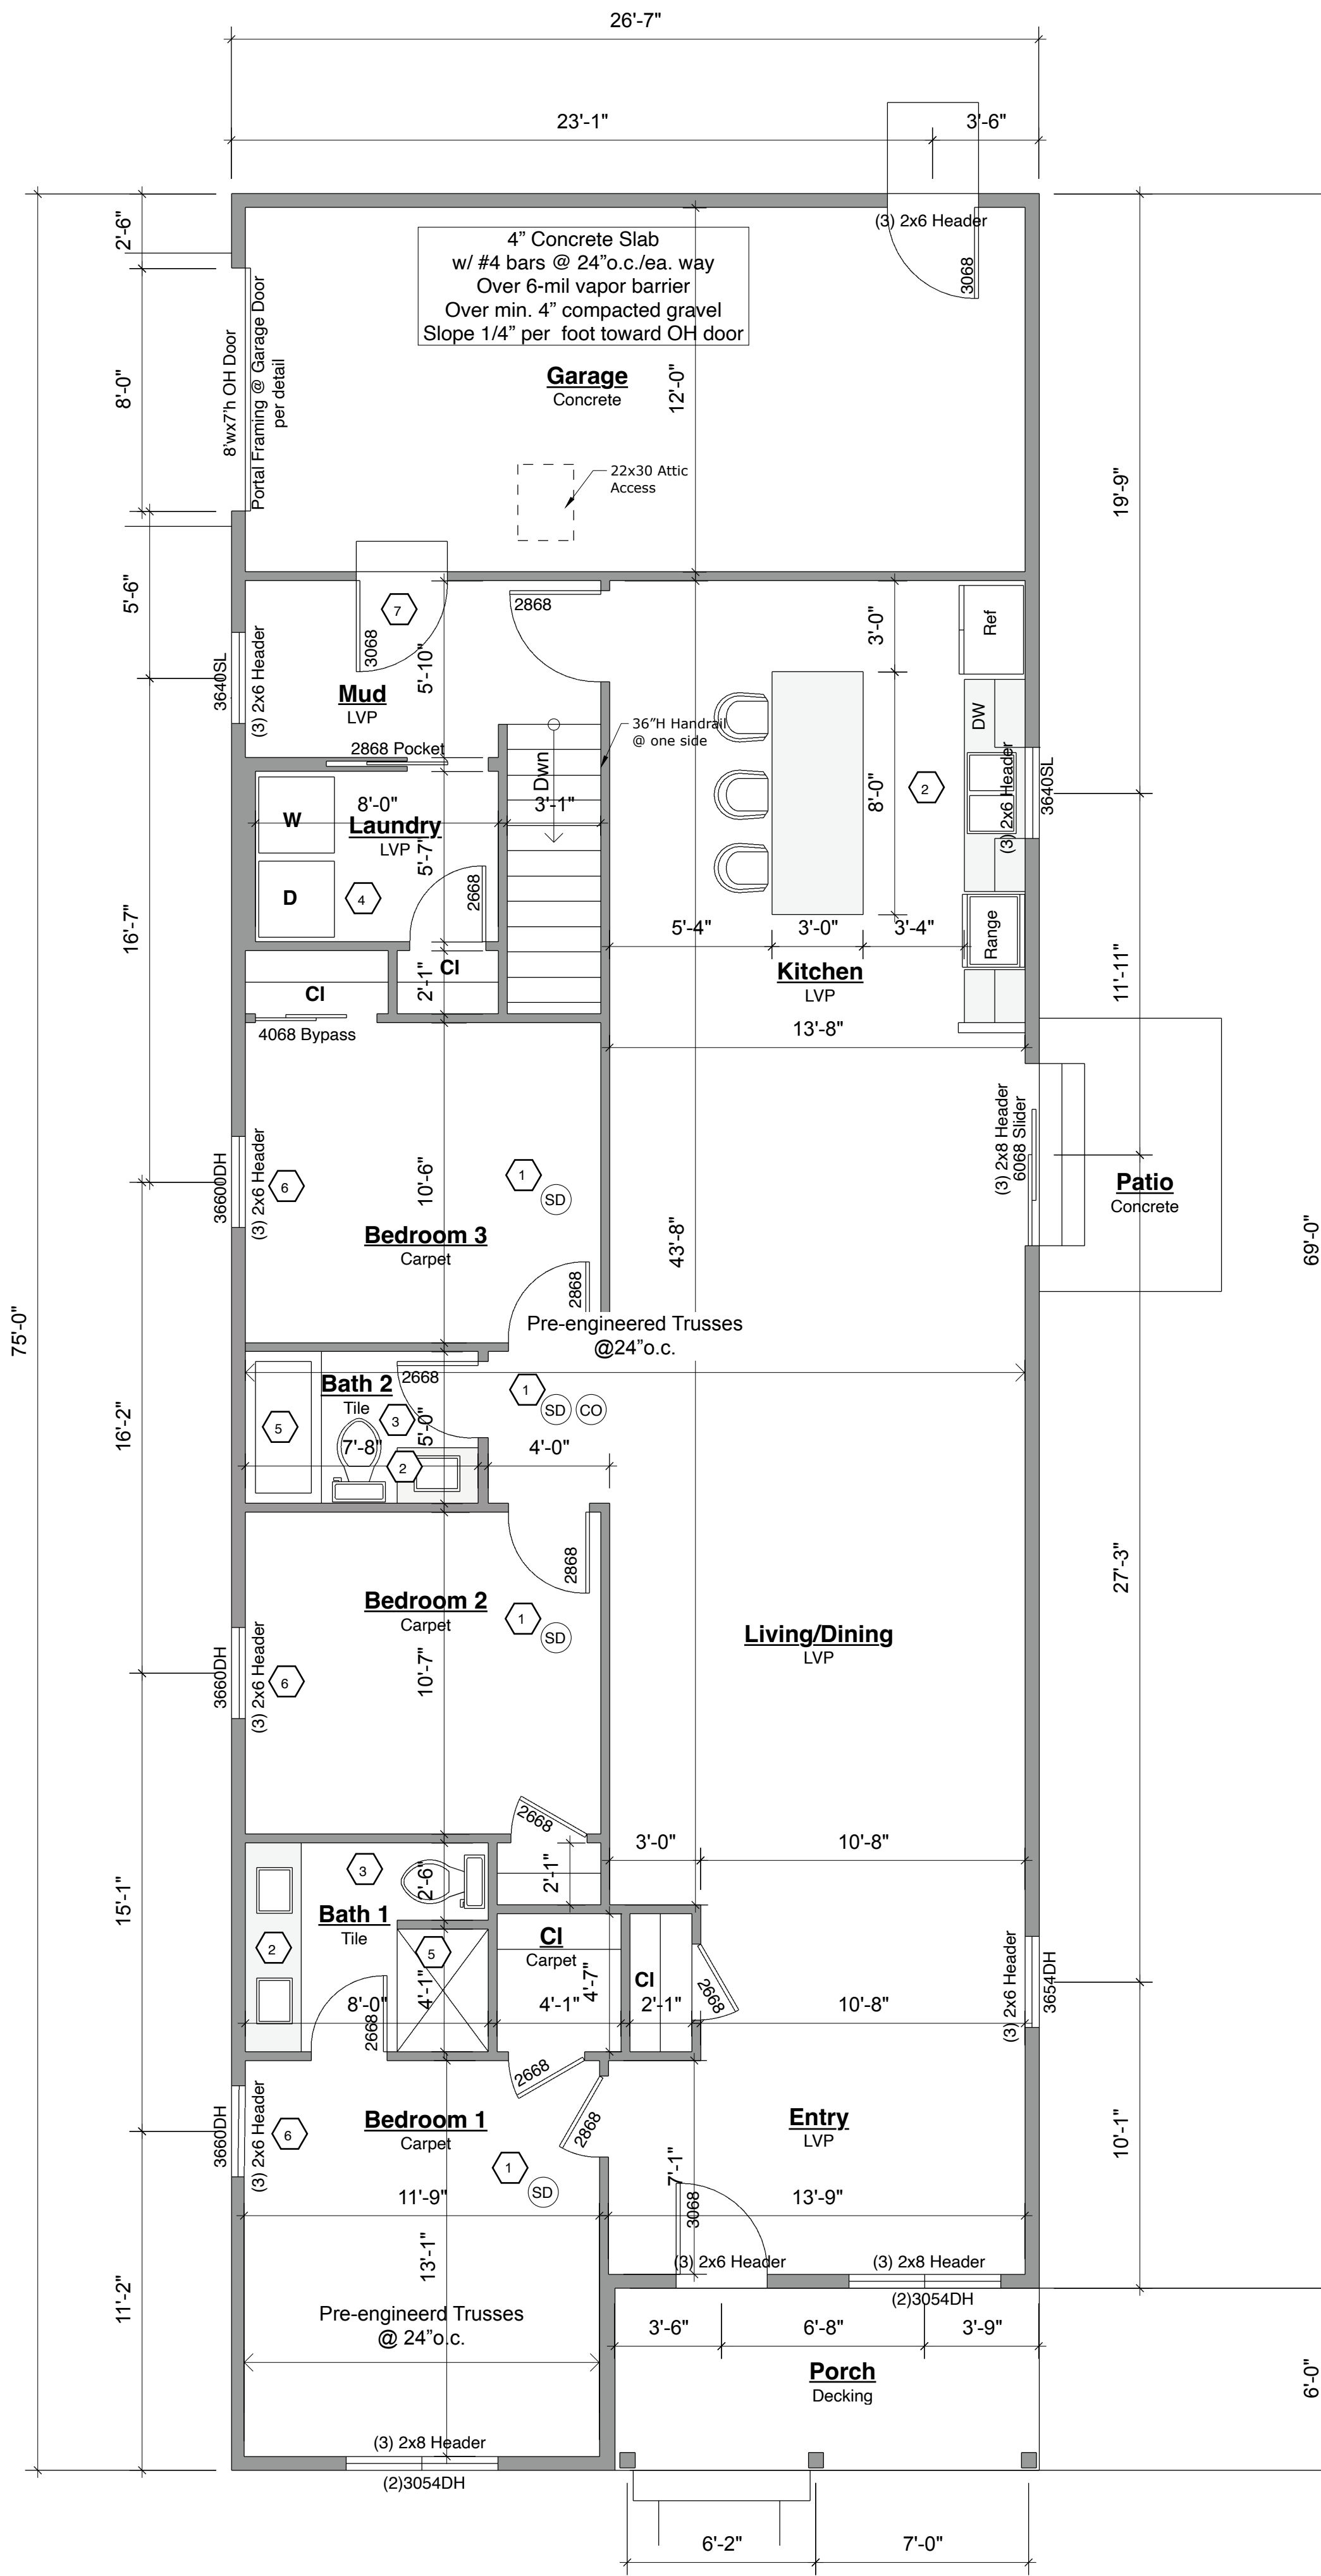 26'-7"
23'-1"
3'-6"
2'-6"
(3) 2x6 Header
3068
4” Concrete Slab
w/ #4 bars @ 24”o.c./ea. way
Over 6-mil vapor barrier
Over min. 4” compacted gravel
Slope 1/4” per foot toward OH door
Garage
Concrete
12'-0"
8'-0"
8'wx7'h OH Door
Portal Framing @ Garage Door
per detail
22x30 Attic
Access
19'-9"
5'-6"
3640SL
(3) 2x6 Header
7
3068
5'-10"
2868
Mud
LVP
2868 Pocket
36”H Handrail
@ one side
3'-0"
Ref
DW
8'-0"
2
(3) 2x6 Header
3640SL
Dwn
8'-0"
3'-1"
W
Laundry
LVP
5'-7"
D
4
2668
16'-7"
5'-4"
3'-0"
3'-4"
Range
Kitchen
LVP
13'-8"
11'-11"
Cl
Cl
2'-1"
4068 Bypass
36600DH
(3) 2x6 Header
6
10'-6"
1
SD
Bedroom 3
Carpet
2868
43'-8"
(3) 2x8 Header
6068 Slider
Patio
Concrete
69'-0"
75'-0"
Pre-engineered Trusses
@24”o.c.
Bath 2
Tile
2668
5
3
7'-8"
5'-0"
2
1
SD
CO
4'-0"
16'-2"
2868
Bedroom 2
Carpet
1
SD
3660DH
(3) 2x6 Header
6
10'-7"
Living/Dining
LVP
27'-3"
2668
3'-0"
10'-8"
3
2'-6"
2'-1"
Bath 1
Tile
2
5
4'-1"
8'-0"
2668
15'-1"
Cl
Carpet
4'-7"
4'-1"
Cl
2'-1"
2668
10'-8"
(3) 2x6 Header
3654DH
2668
3660DH
(3) 2x6 Header
6
Bedroom 1
Carpet
2868
1
SD
Entry
LVP
7'-1"
10'-1"
11'-9"
13'-9"
3068
13'-1"
(3) 2x6 Header
(3) 2x8 Header
(2)3054DH
11'-2"
Pre-engineerd Trusses
@ 24”o.c.
3'-6"
6'-8"
3'-9"
Porch
Decking
6'-0"
(3) 2x8 Header
(2)3054DH
6'-2"
7'-0"